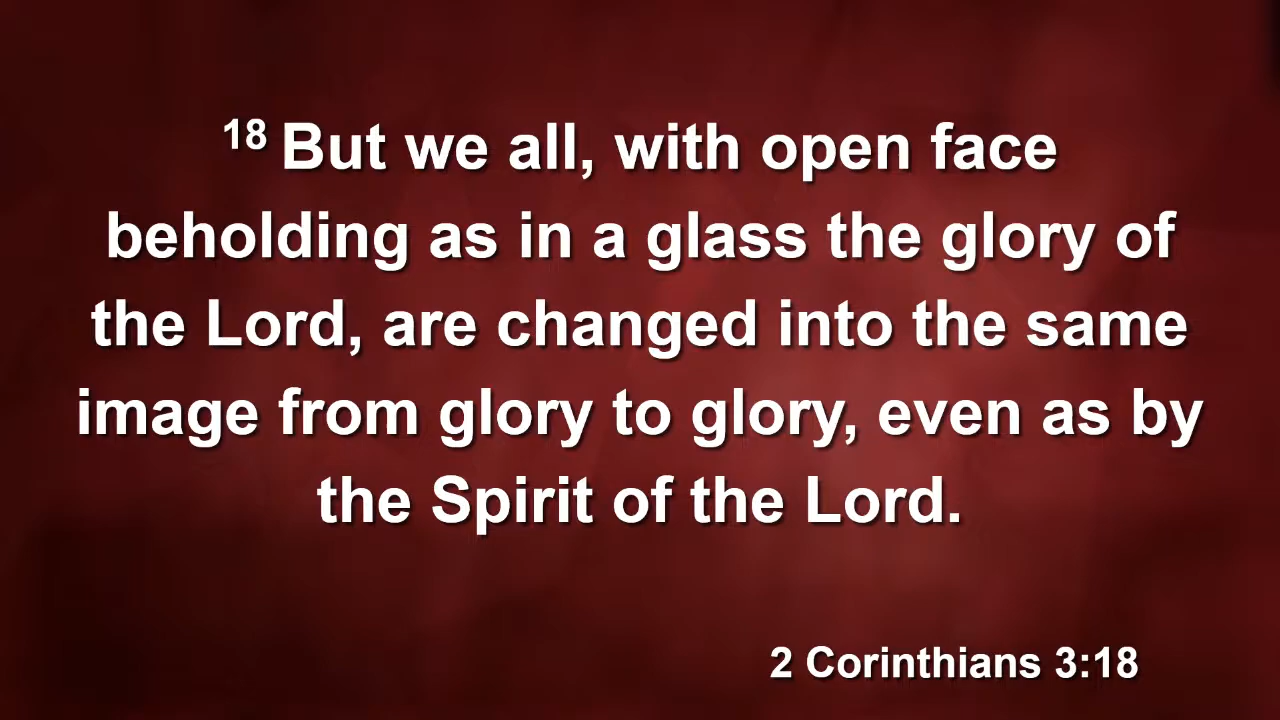 18 But we all, with open face
beholding as in a glass the glory of
the Lord, are changed into the same
image from glory to glory, even as by
the Spirit of the Lord.
2 Corinthians 3:18